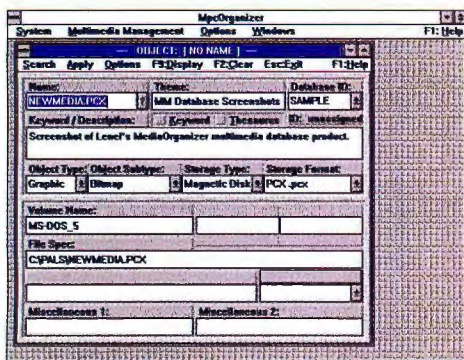 MpcOrganizer
System Multimedia Management Options Windows F1: Help
OBJECT: [NO NAME]
Search Apply Options F9:Display F2:Clear Esc:Exit F1:Help
Name: Theme: Database ID:
NEWMEDIA.PCX MM Database Screenshots SAMPLE
Keyword / Description: Keyword Thesaurus ID: unassigned
Screenshot of Lenel's MediaOrganizer multimedia database product.
Object Type: Object Subtype: Storage Type: Storage Format:
Graphic Bitmap Magnetic Disk PCX .pcx
Volume Name:
MS-DOS_5
File Spec:
C:\PALS\NEWMEDIA.PCX
Miscellaneous 1: Miscellaneous 2: